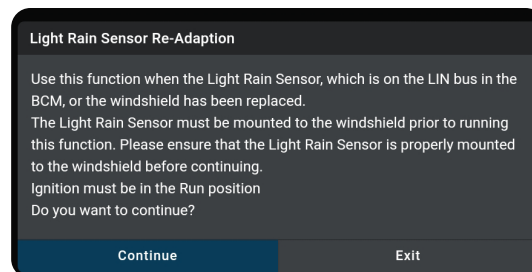 Light Rain Sensor Re-Adaption
Use this function when the Light Rain Sensor, which is on the LIN bus in the
BCM, or the windshield has been replaced.
The Light Rain Sensor must be mounted to the windshield prior to running
this function. Please ensure that the Light Rain Sensor is properly mounted
to the windshield before continuing.
Ignition must be in the Run position
Do you want to continue?
Continue
Exit